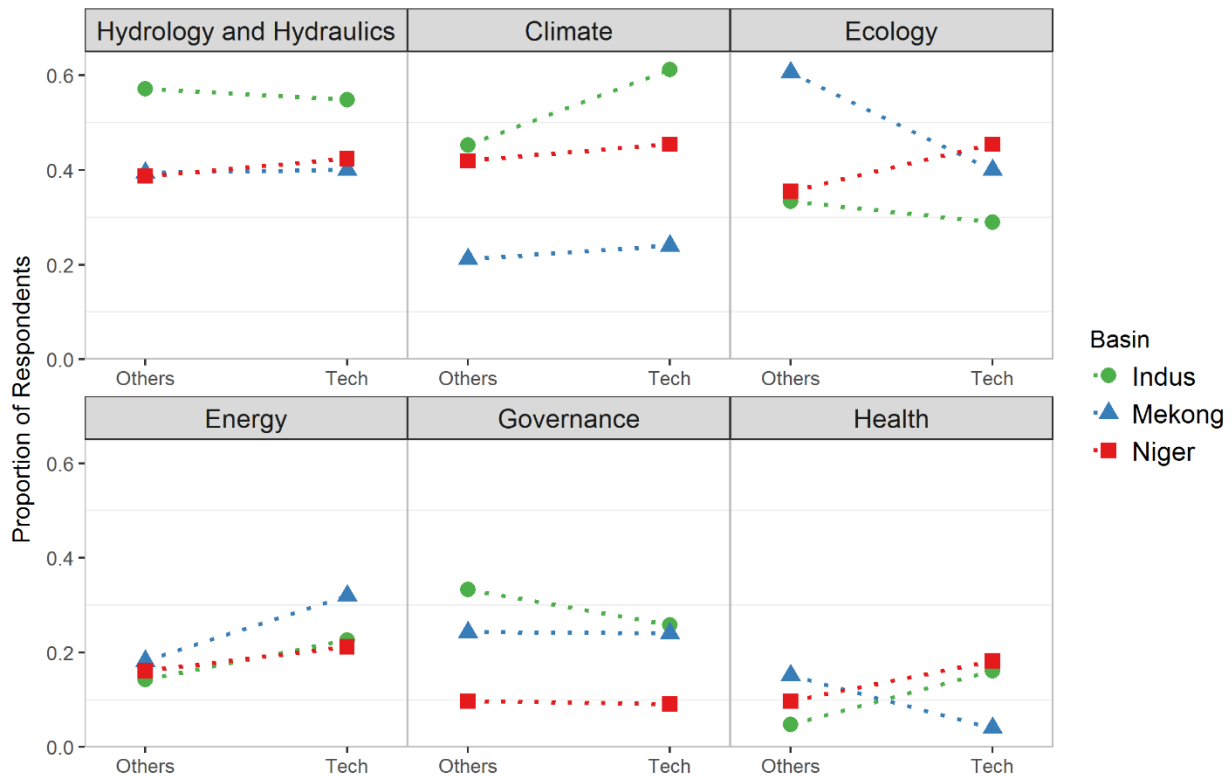 Hydrology and Hydraulics
Climate
Ecology
0.6
0.4
0.2
0.0
Others
Tech
Others
Tech
Others
Tech
Energy
Governance
Health
0.6
0.4
0.2
0.0
Others
Tech
Others
Tech
Others
Tech
Proportion of Respondents
Basin
Indus
Mekong
Niger